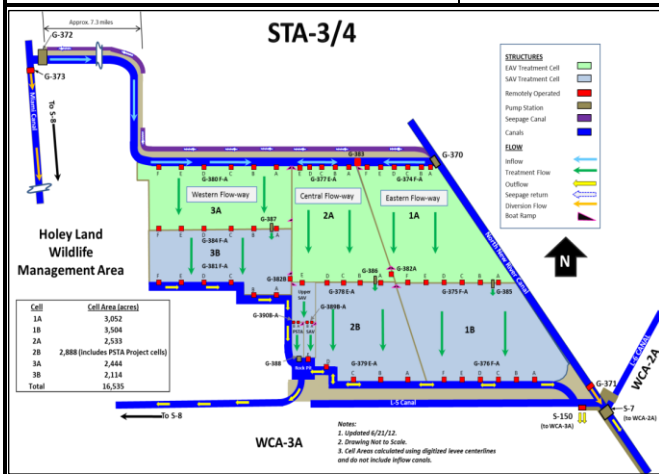 Approx. 7.3 miles
STA-3/4
G-372
G-373
Miami Canal
To S-8
STRUCTURES
EAV Treatment Cell
SAV Treatment Cell
Remotely Operated
Pump Station
Seepage Canal
Canals
FLOW
Inflow
Treatment Flow
Outflow
Seepage return
Diversion Flow
Boat Ramp
G-383
G-370
G-380 F-A
G-377 E-A
G-374 F-A
Western Flow-way
Central Flow-way
Eastern Flow-way
3A
2A
1A
North New River Canal
N
G-387
G-384 F-A
3B
G-381 F-A
Holey Land
Wildlife
Management Area
G-382B
G-382A
G-386
G-385
Upper
SAV
G-378 E-A
G-375 F-A
G-389B-A
G-390B-A
PSTA
SAV
2B
1B
G-388
G-379 E-A
G-376 F-A
Cell
Cell Area (acres)
1A 3,052
1B 3,504
2A 2,533
2B 2,888 (includes PSTA Project cells)
3A 2,444
3B 2,114
Total 16,535
To S-8
L-5 Canal
G-371
L-6 CANAL
WCA-2A
S-7
(to WCA-2A)
S-150
(to WCA-3A)
WCA-3A
Notes:
1. Updated 6/21/12.
2. Drawing Not to Scale.
3. Cell Areas calculated using digitized levee centerlines
and do not include inflow canals.